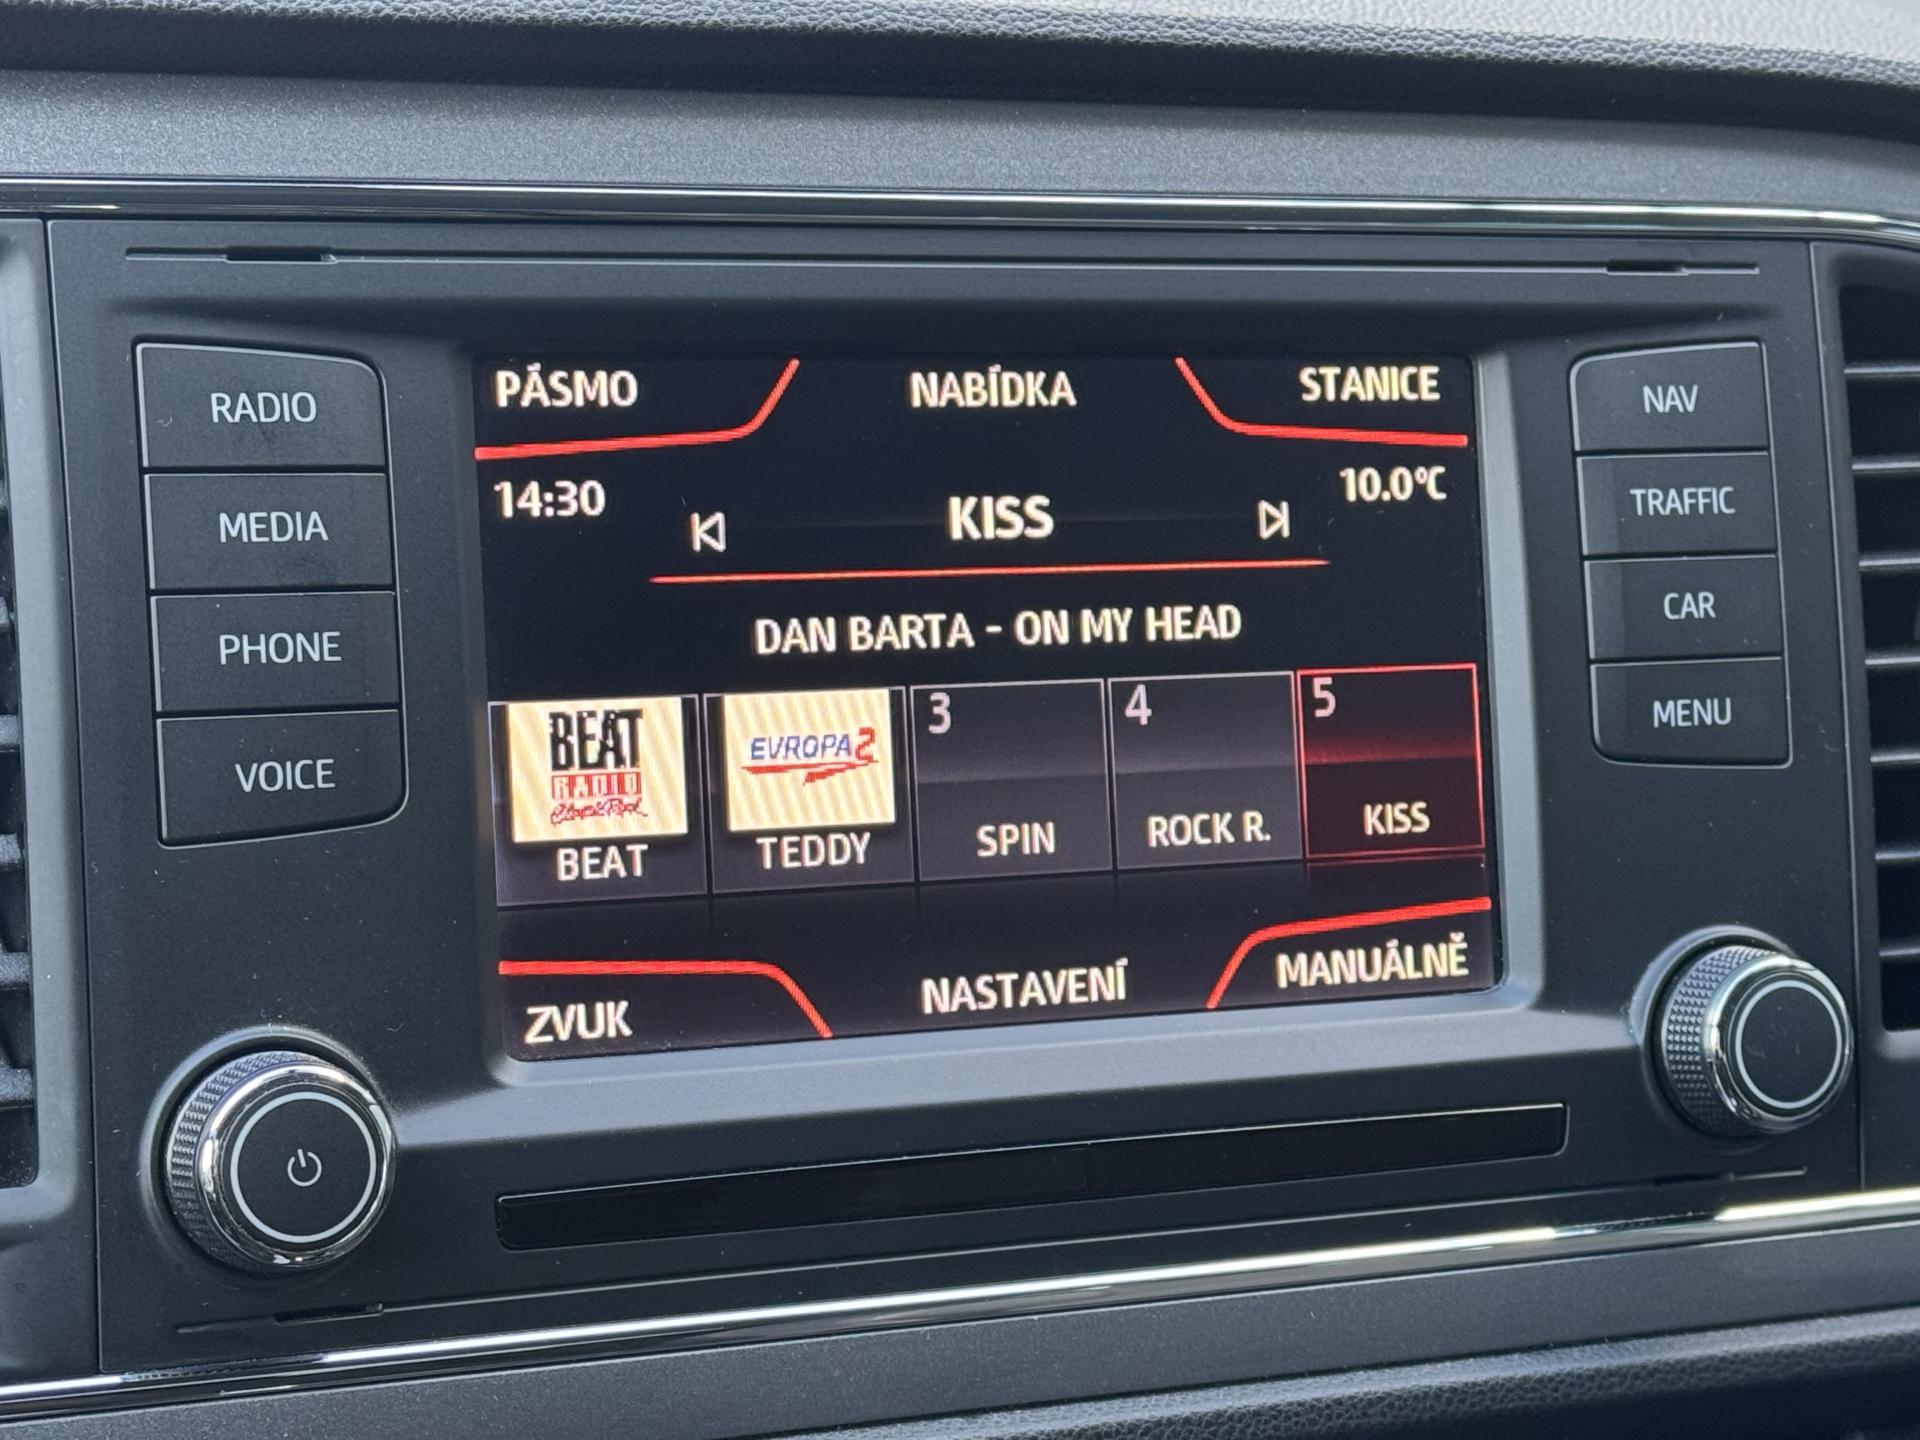 RADIO
MEDIA
PHONE
VOICE
PÁSMO
NABÍDKA
STANICE
14:30
KISS
10.0°C
DAN BARTA - ON MY HEAD
BEAT
RADIO
EVROPA 2
3
4
5
BEAT
TEDDY
SPIN
ROCK R.
KISS
ZVUK
NASTAVENÍ
MANUÁLNĚ
NAV
TRAFFIC
CAR
MENU